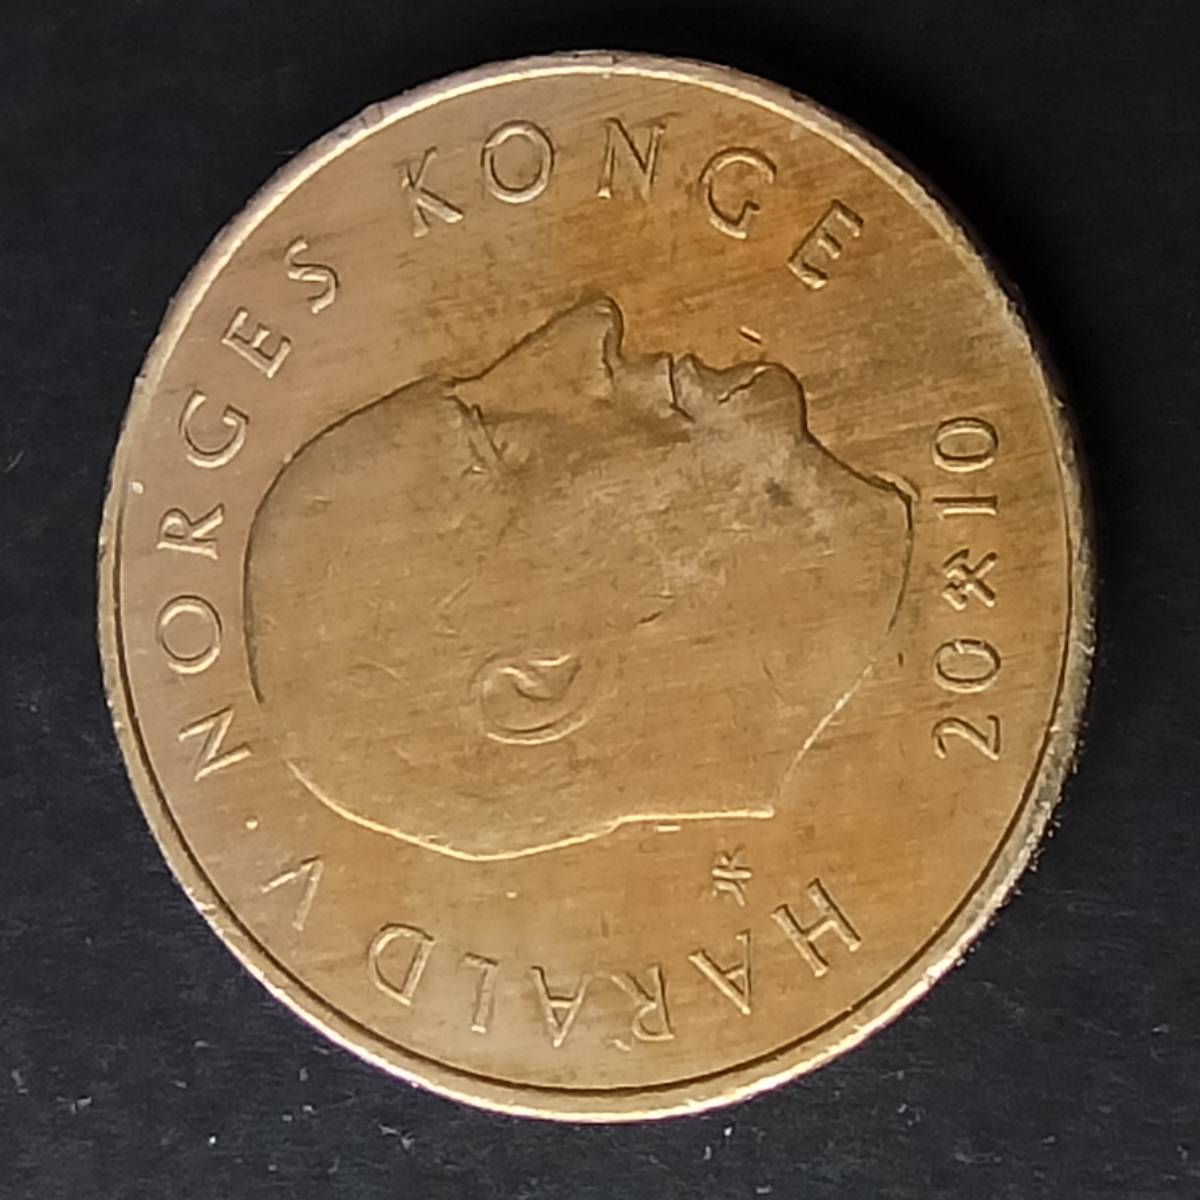 HARALD V · NORGES KONGE
20 10